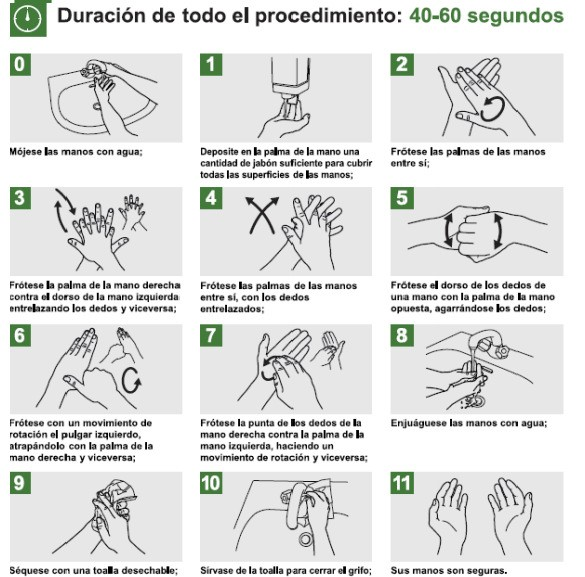 Duración de todo el procedimiento: 40-60 segundos
0
Mójese las manos con agua;
1
Deposite en la palma de la mano una
cantidad de jabón suficiente para cubrir
todas las superficies de las manos;
2
Frótese las palmas de las manos
entre sí;
3
Frótese la palma de la mano derecha
contra el dorso de la mano izquierda
entrelazando los dedos y viceversa;
4
Frótese las palmas de las manos
entre sí, con los dedos
entrelazados;
5
Frótese el dorso de los dedos de
una mano con la palma de la mano
opuesta, agarrándose los dedos;
6
Frótese con un movimiento de
rotación el pulgar izquierdo,
atrapándolo con la palma de la
mano derecha y viceversa;
7
Frótese la punta de los dedos de la
mano derecha contra la palma de la
mano izquierda, haciendo un
movimiento de rotación y viceversa;
8
Enjuáguese las manos con agua;
9
Séquese con una toalla desechable;
10
Sírvase de la toalla para cerrar el grifo;
11
Sus manos son seguras.